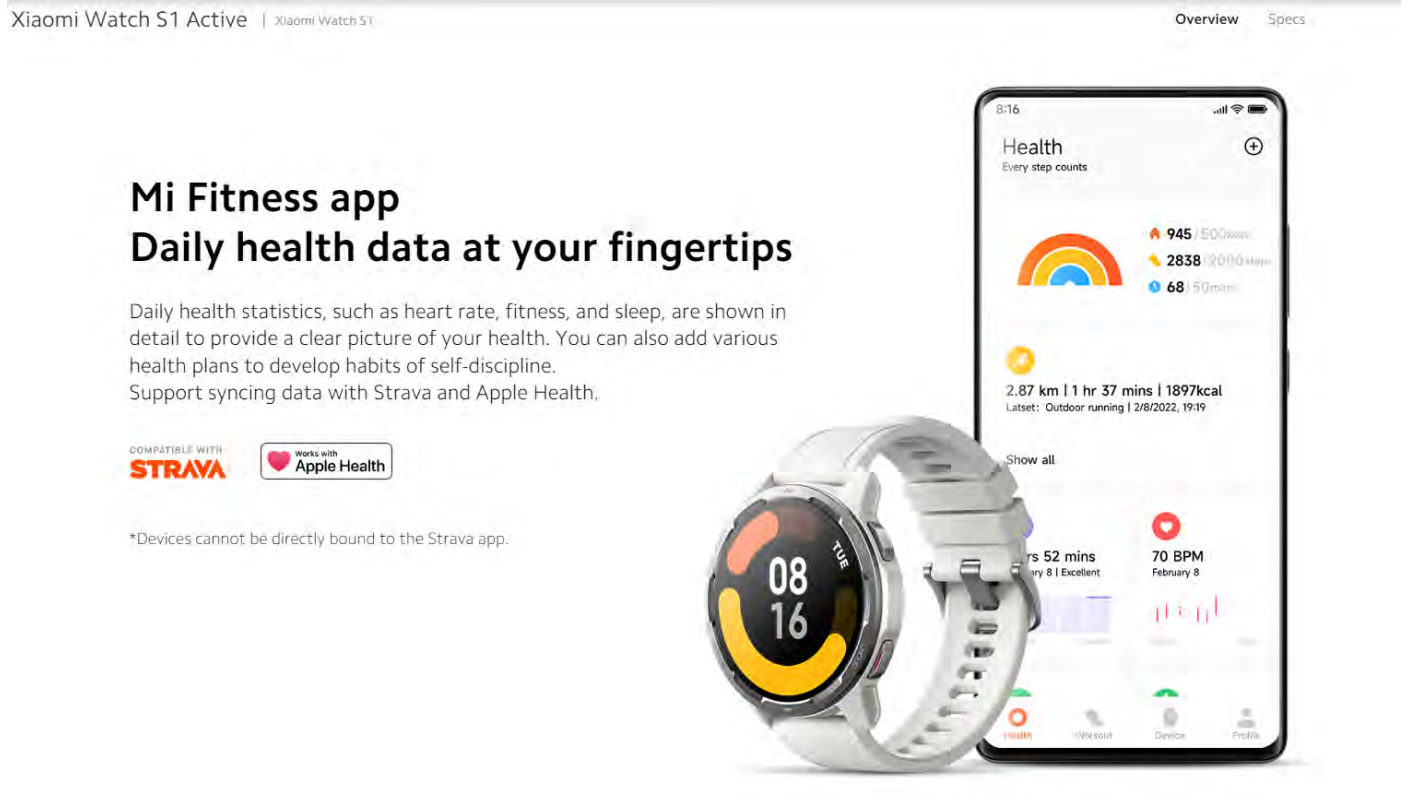 Xiaomi Watch S1 Active | Xiaomi Watch S1
Overview Specs
Mi Fitness app
Daily health data at your fingertips
Daily health statistics, such as heart rate, fitness, and sleep, are shown in
detail to provide a clear picture of your health. You can also add various
health plans to develop habits of self-discipline.
Support syncing data with Strava and Apple Health.
COMPATIBLE WITH
STRAVA
Works with
Apple Health
*Devices cannot be directly bound to the Strava app.
TUE
08
16
8:16
Health
Every step counts
945
2838
68
2.87 km | 1 hr 37 mins | 1897kcal
Latset: Outdoor running | 2/8/2022, 19:19
Show all
rs 52 mins
ry 8 | Excellent
70 BPM
February 8
Health Workout Device Profile